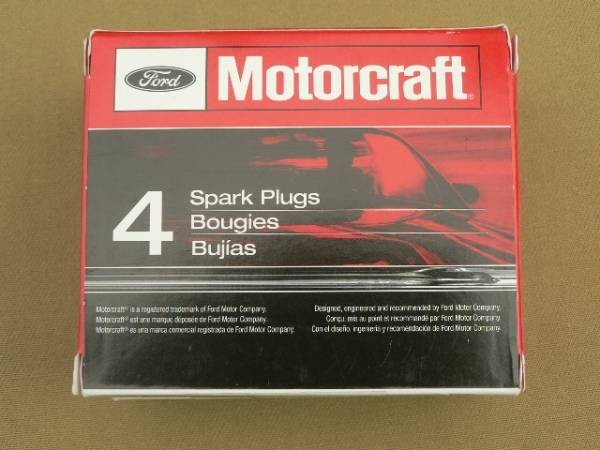 Ford
Motorcraft®
4
Spark Plugs
Bougies
Bujías
Motorcraft® is a registered trademark of Ford Motor Company.
Motorcraft® est une marque déposée de Ford Motor Company.
Motorcraft® es una marca comercial registrada de Ford Motor Company.
Designed, engineered and recommended by Ford Motor Company.
Conçu, mis au point et recommandé par Ford Motor Company.
Con el diseño, ingeniería y recomendación de Ford Motor Company.